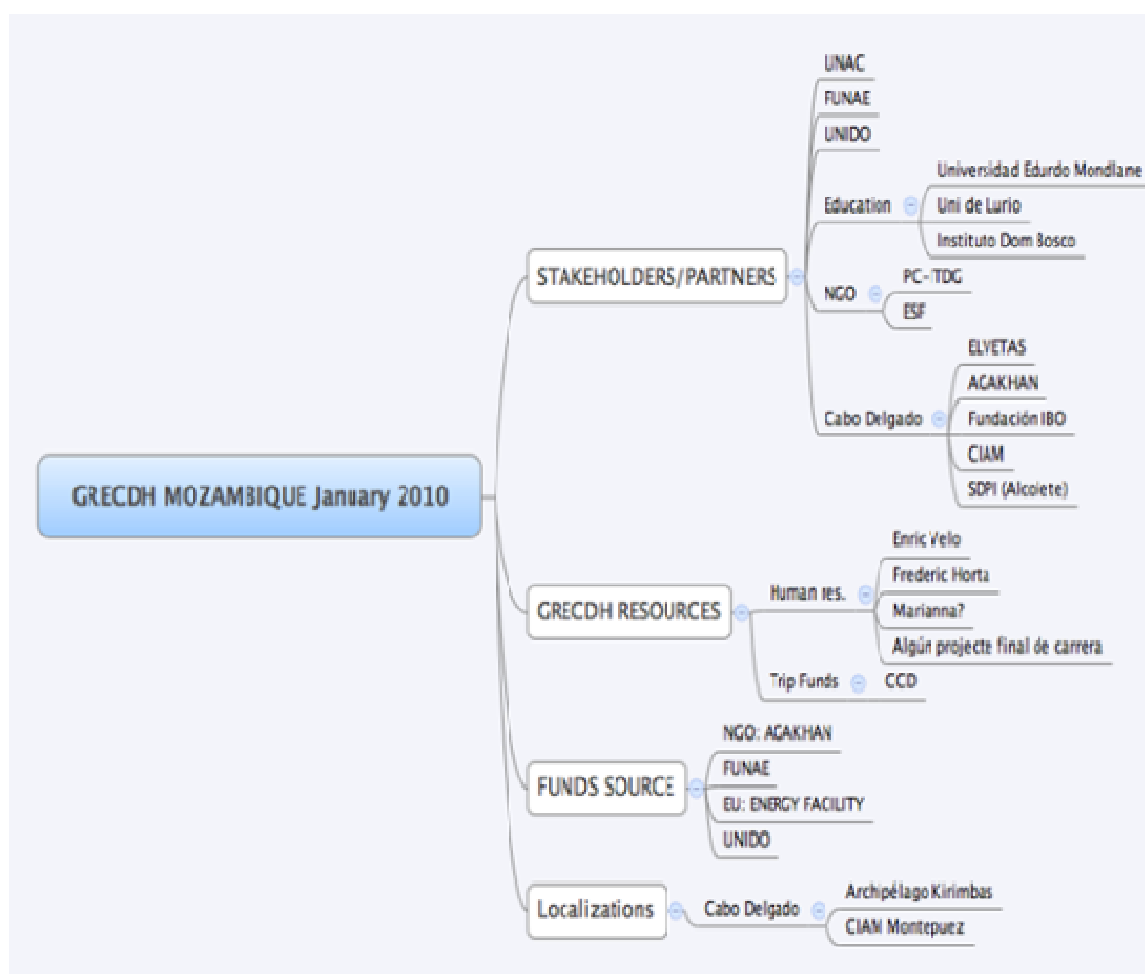 UNAC
FUNAE
UNIDO
Universidad Edurdo Mondlane
Education
Uni de Lurio
Instituto Dom Bosco
STAKEHOLDERS/PARTNERS
PC-ITDG
NGO
ESF
ELVETAS
AGAKHAN
Cabo Delgado
Fundación IBO
CIAM
SDPI (Alcoiete)
GRECDH MOZAMBIQUE January 2010
Enric Velo
Frederic Horta
Human res.
GRECDH RESOURCES
Marianna?
Algún projecte final de carrera
Trip Funds
CCD
NGO: AGAKHAN
FUNAE
FUNDS SOURCE
EU: ENERGY FACILITY
UNIDO
Archipélago Kirimbas
Localizations
Cabo Delgado
CIAM Montepuez